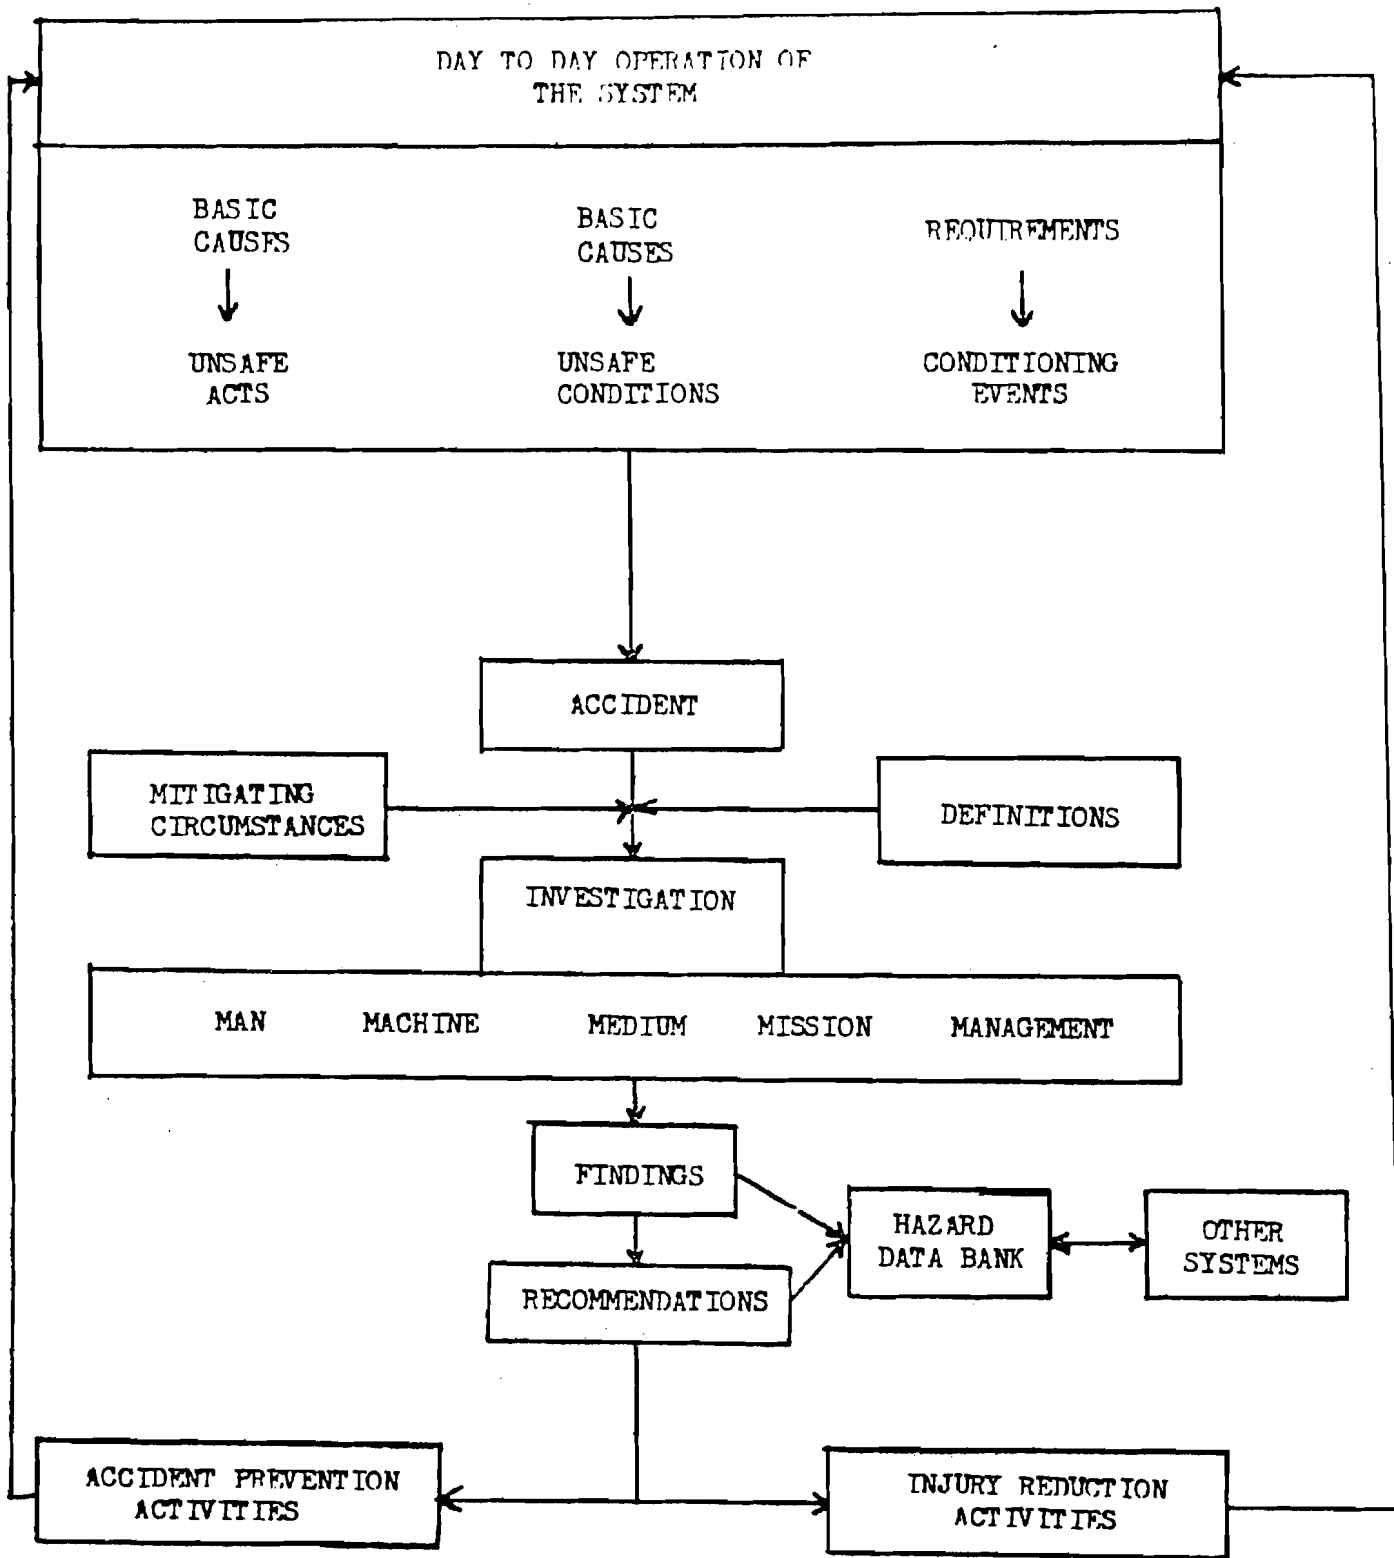 DAY TO DAY OPERATION OF
THE SYSTEM
BASIC
CAUSES
BASIC
CAUSES
REQUIREMENTS
UNSAFE
ACTS
UNSAFE
CONDITIONS
CONDITIONING
EVENTS
ACCIDENT
MITIGATING
CIRCUMSTANCES
DEFINITIONS
INVESTIGATION
MAN MACHINE MEDIUM MISSION MANAGEMENT
FINDINGS
HAZARD
DATA BANK
OTHER
SYSTEMS
RECOMMENDATIONS
ACCIDENT PREVENTION
ACTIVITIES
INJURY REDUCTION
ACTIVITIES